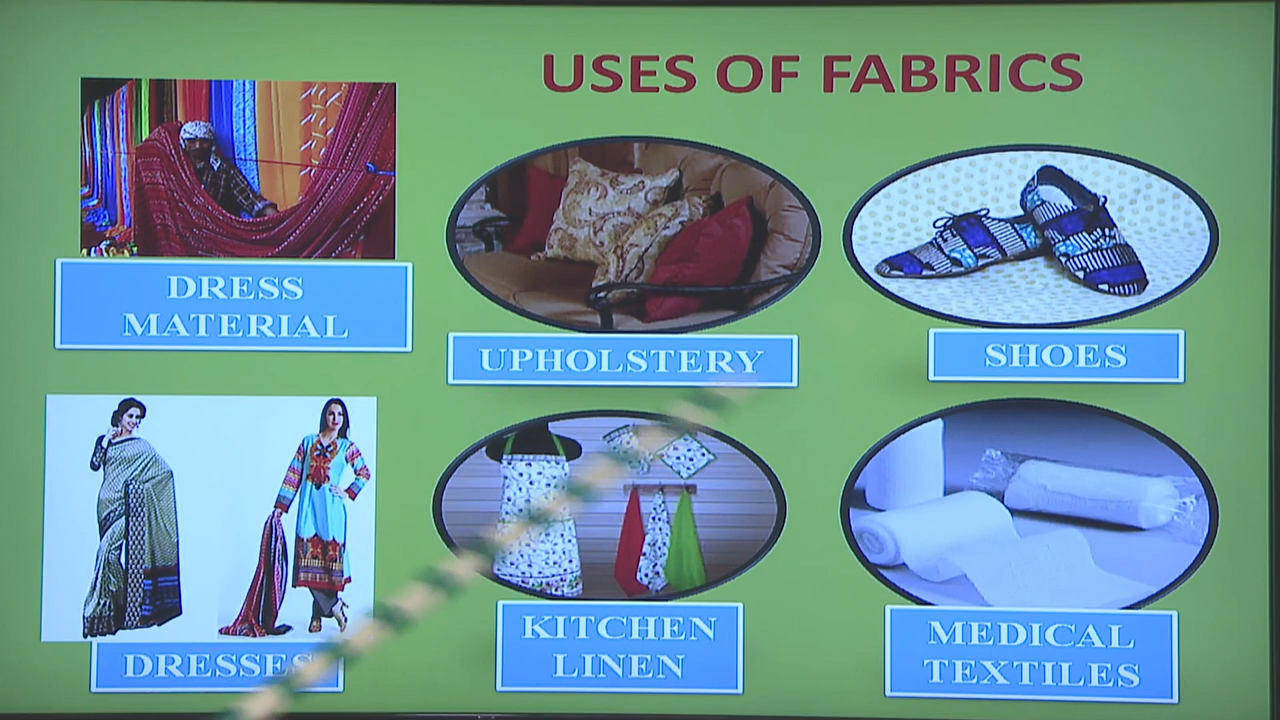 USES OF FABRICS
DRESS
MATERIAL
UPHOLSTERY
SHOES
DRESSES
KITCHEN
LINEN
MEDICAL
TEXTILES